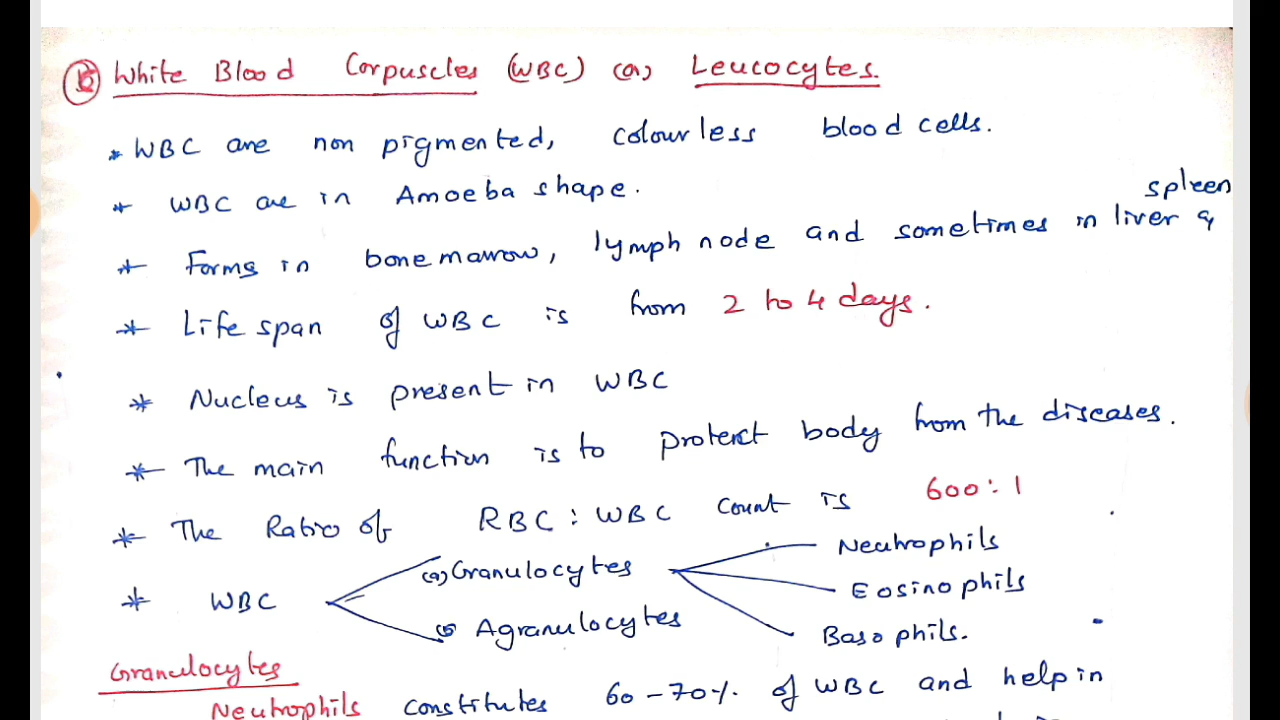 b White Blood Corpuscles (WBC) (or) Leucocytes.
* WBC are non pigmented, colourless blood cells.
* WBC are in Amoeba shape.
* Forms in bone marrow, lymph node and sometimes in liver & spleen
* Life span of WBC is from 2 to 4 days.
* Nucleus is present in WBC
* The main function is to protect body from the diseases.
* The Ratio of RBC : WBC count is 600 : 1
* WBC
(a) Granulocytes
Neutrophils
Eosinophils
Basophils.
(b) Agranulocytes
Granulocytes
Neutrophils constitutes 60-70% of WBC and help in